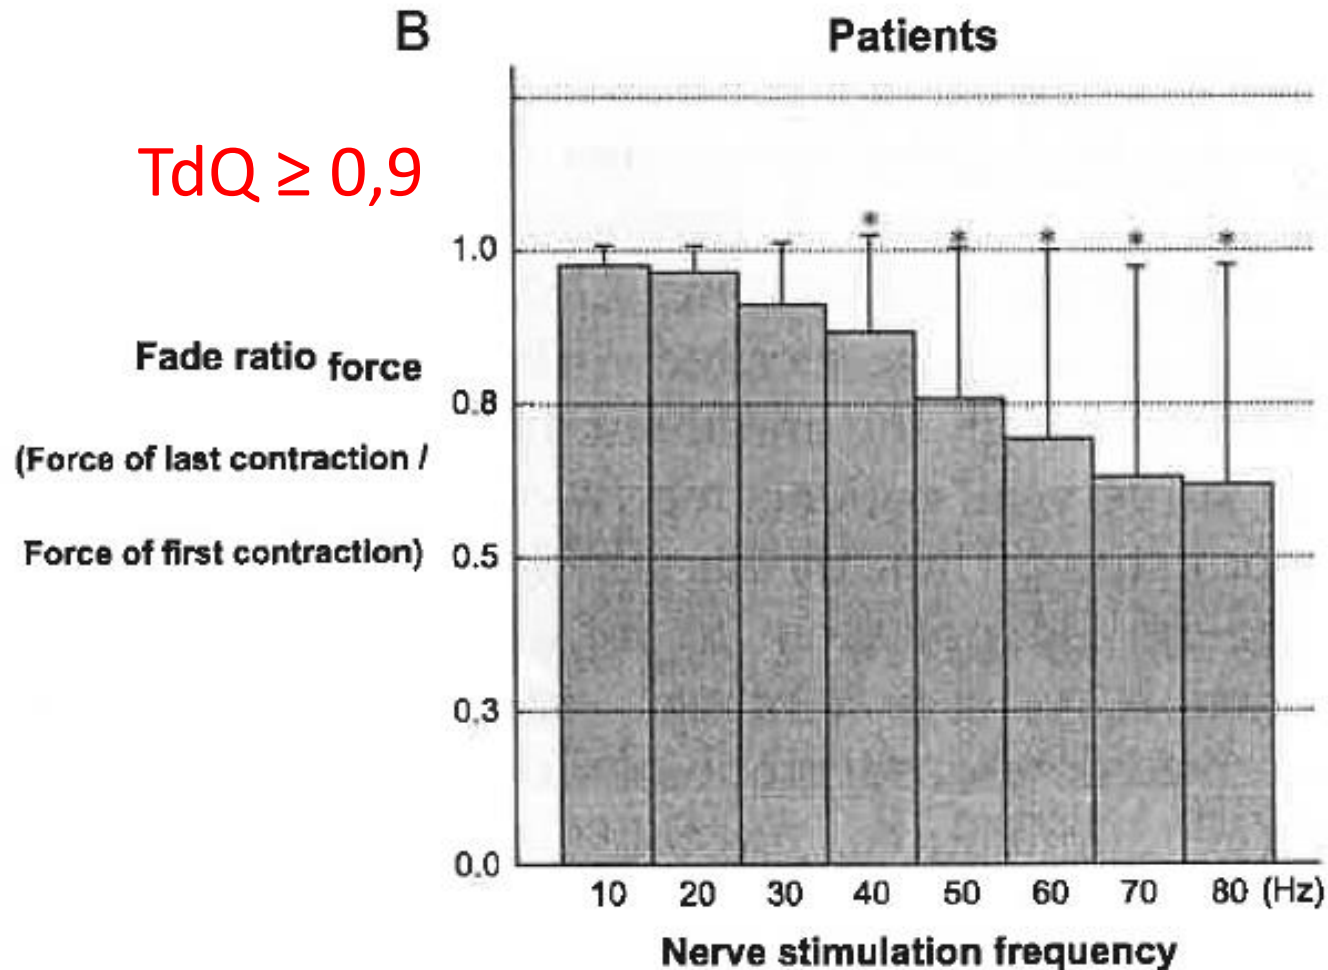 B
Patients
TdQ ≥ 0,9
1.0
Fade ratio force
0.8
(Force of last contraction /
Force of first contraction)
0.5
0.3
0.0
* * * * *
10 20 30 40 50 60 70 80 (Hz)
Nerve stimulation frequency